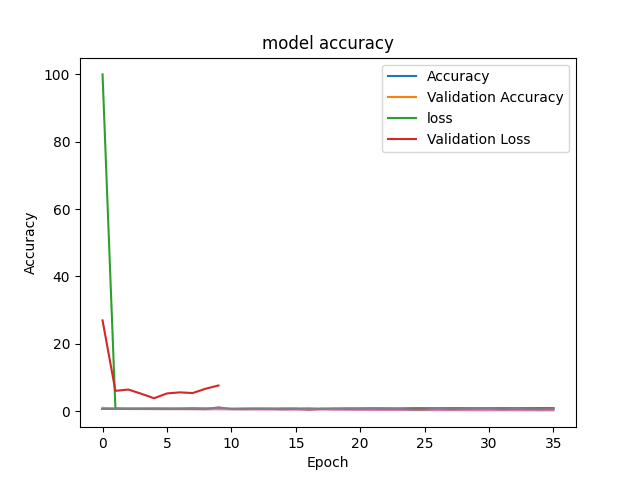 model accuracy
Accuracy
Validation Accuracy
loss
Validation Loss
Accuracy
100
80
60
40
20
0
0 5 10 15 20 25 30 35
Epoch